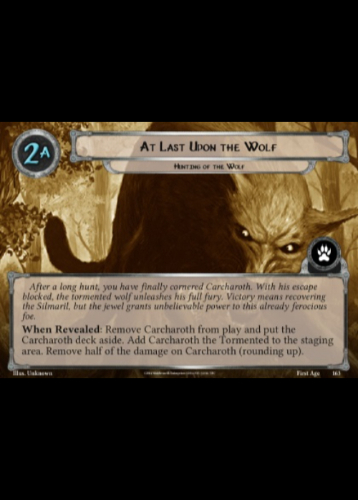 2A
At Last Upon the Wolf
Hunting of the Wolf
After a long hunt, you have finally cornered Carcharoth. With his escape
blocked, the tormented wolf unleashes his full fury. Victory means recovering
the Silmaril, but the jewel grants unbelievable power to this already ferocious
foe.
When Revealed: Remove Carcharoth from play and put the
Carcharoth deck aside. Add Carcharoth the Tormented to the staging
area. Remove half of the damage on Carcharoth (rounding up).
Illus. Unknown
First Age